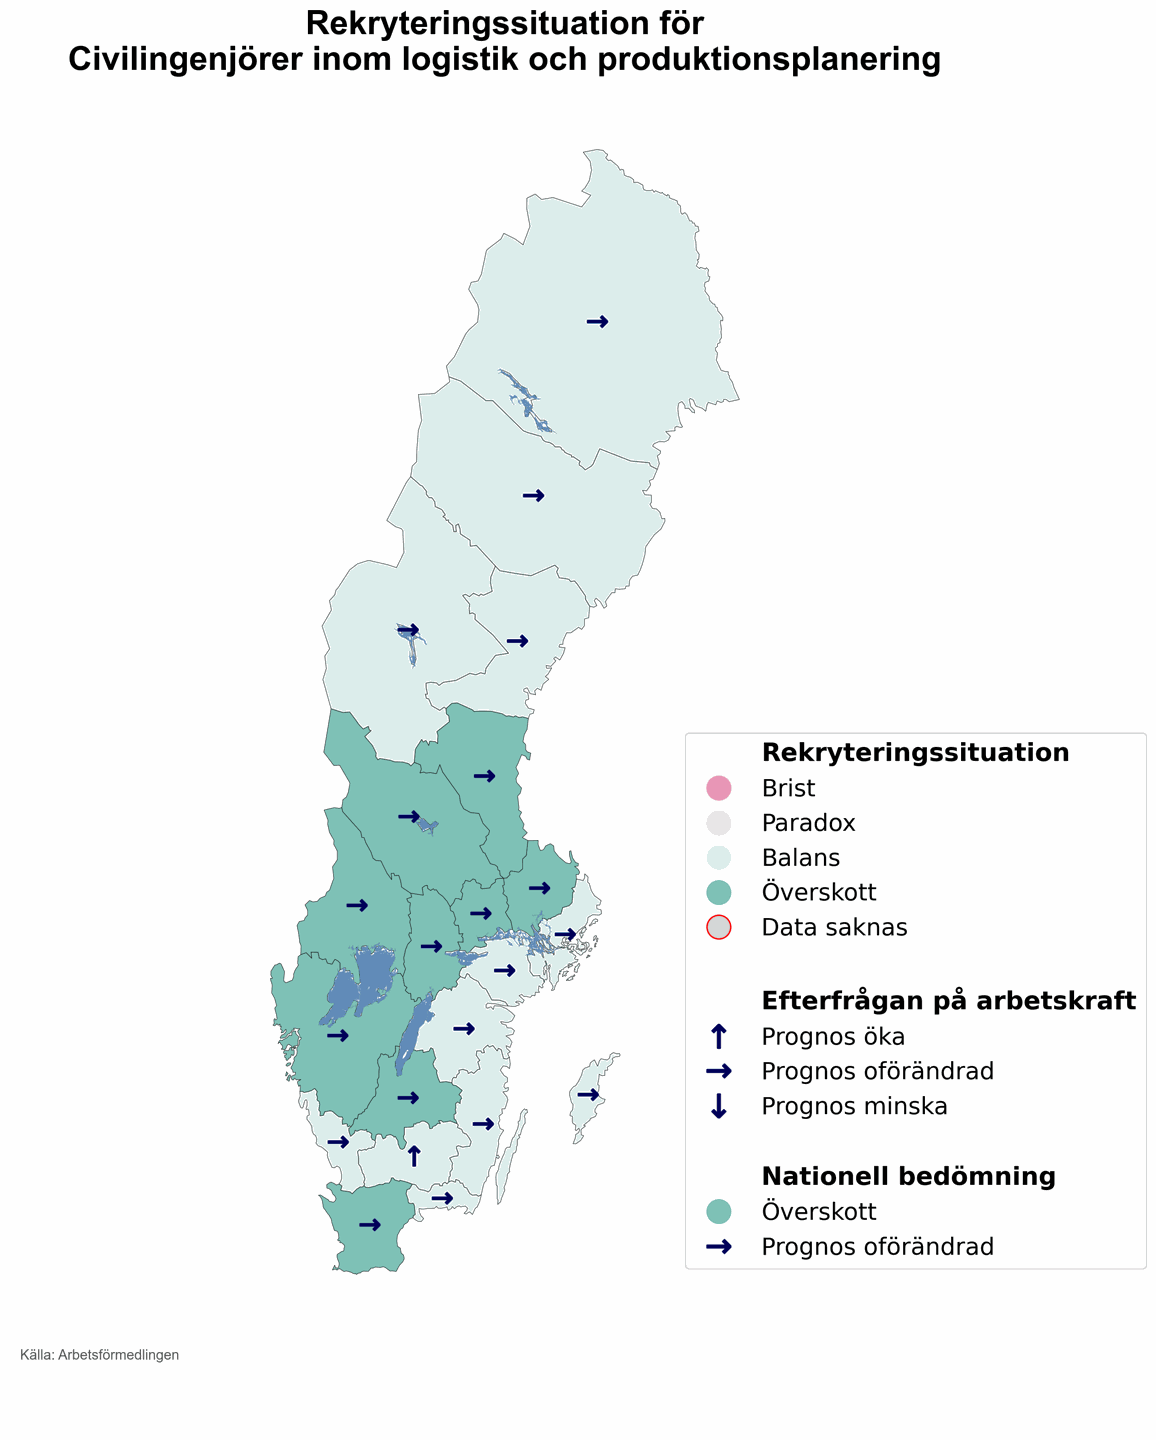 Rekryteringssituation för
Civilingenjörer inom logistik och produktionsplanering
Rekryteringssituation
Brist
Paradox
Balans
Överskott
Data saknas
Efterfrågan på arbetskraft
Prognos öka
Prognos oförändrad
Prognos minska
Nationell bedömning
Överskott
Prognos oförändrad
Källa: Arbetsförmedlingen